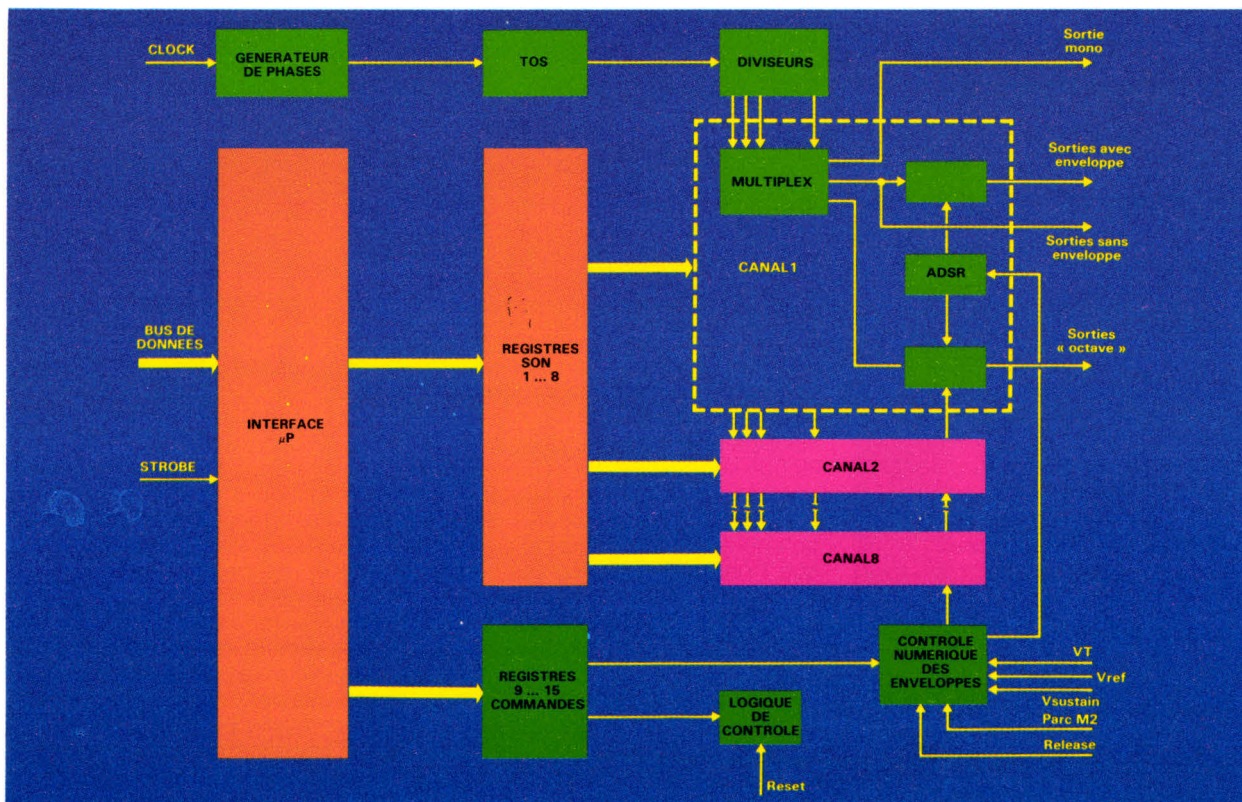 CLOCK
GENERATEUR
DE PHASES
TOS
DIVISEURS
Sortie
mono
MULTIPLEX
Sorties avec
enveloppe
Sorties sans
enveloppe
CANAL1
ADSR
BUS DE
DONNEES
REGISTRES
SON
1 ... 8
Sorties
« octave »
INTERFACE
µP
STROBE
CANAL2
CANAL8
CONTROLE
NUMERIQUE
DES
ENVELOPPES
VT
Vref
Vsustain
Parc M2
Release
REGISTRES
9 ... 15
COMMANDES
LOGIQUE
DE
CONTROLE
Reset